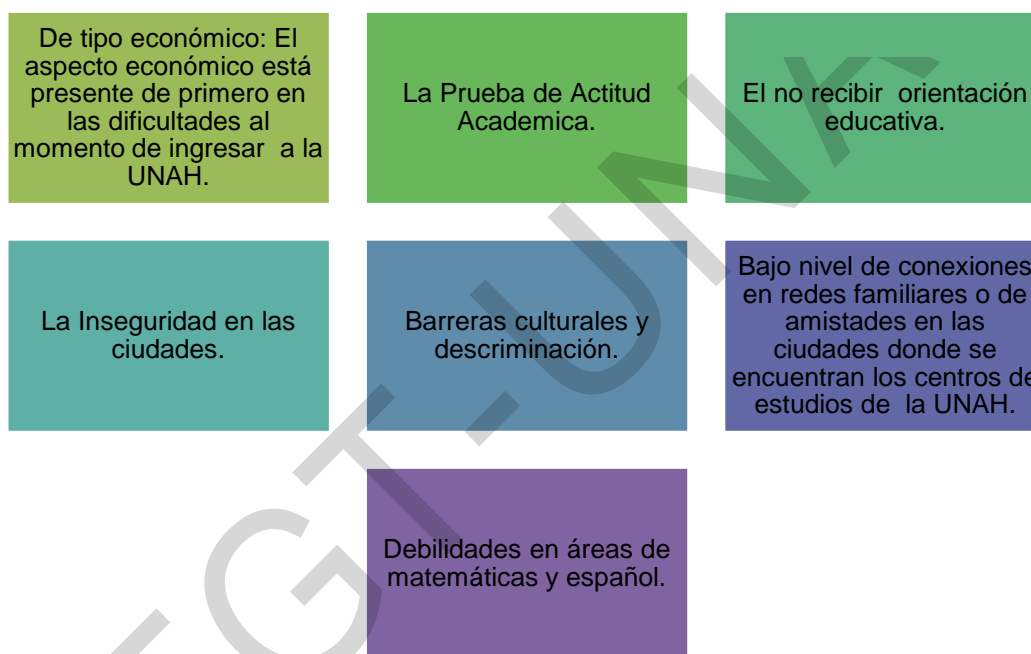 De tipo económico: El
aspecto económico está
presente de primero en
las dificultades al
momento de ingresar a la
UNAH.
La Prueba de Actitud
Academica.
El no recibir orientación
educativa.
La Inseguridad en las
ciudades.
Barreras culturales y
descriminación.
Bajo nivel de conexiones
en redes familiares o de
amistades en las
ciudades donde se
encuentran los centros de
estudios de la UNAH.
Debilidades en áreas de
matemáticas y español.